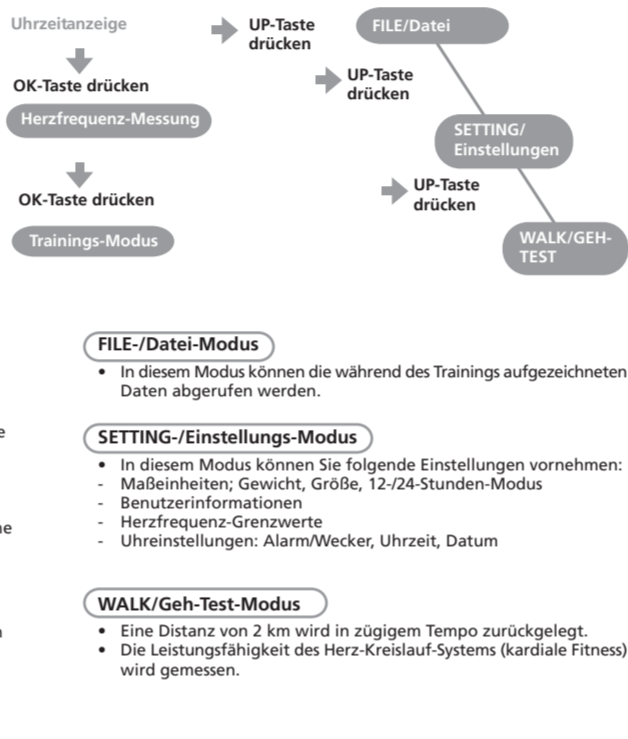 Uhrzeitanzeige
UP-Taste
drücken
FILE/Datei
OK-Taste drücken
UP-Taste
drücken
Herzfrequenz-Messung
SETTING/
Einstellungen
OK-Taste drücken
UP-Taste
drücken
Trainings-Modus
WALK/GEH-
TEST
FILE-/Datei-Modus
• In diesem Modus können die während des Trainings aufgezeichneten
Daten abgerufen werden.
SETTING-/Einstellungs-Modus
• In diesem Modus können Sie folgende Einstellungen vornehmen:
- Maßeinheiten; Gewicht, Größe, 12-/24-Stunden-Modus
- Benutzerinformationen
- Herzfrequenz-Grenzwerte
- Uhreinstellungen: Alarm/Wecker, Uhrzeit, Datum
WALK/Geh-Test-Modus
• Eine Distanz von 2 km wird in zügigem Tempo zurückgelegt.
• Die Leistungsfähigkeit des Herz-Kreislauf-Systems (kardiale Fitness)
wird gemessen.